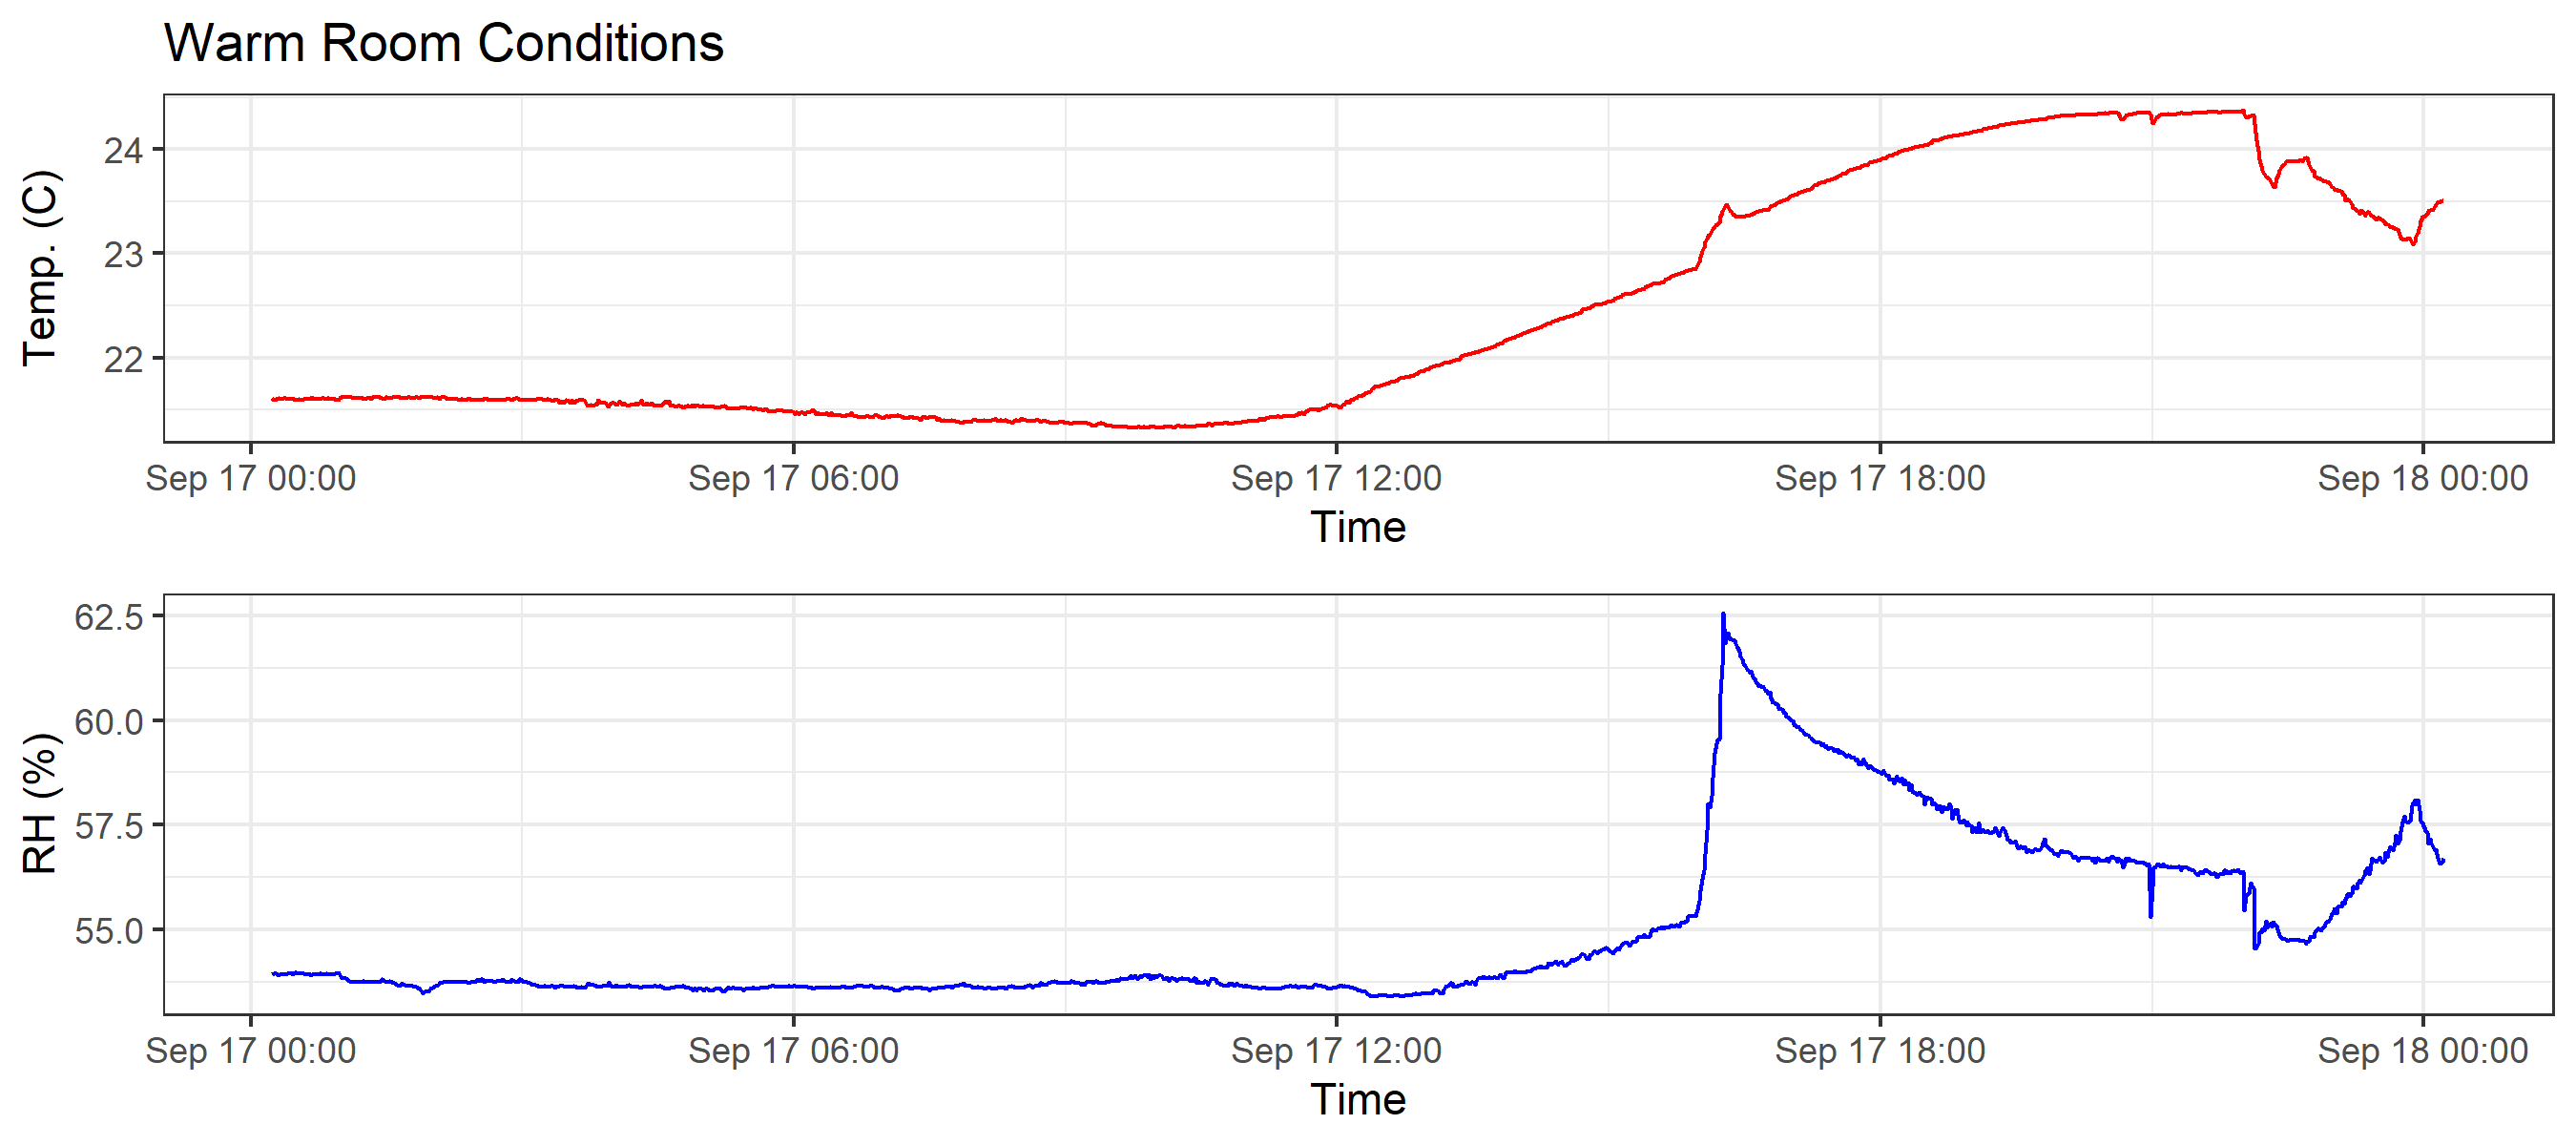 Warm Room Conditions
Temp. (C)
24
23
22
Sep 17 00:00 Sep 17 06:00 Sep 17 12:00 Sep 17 18:00 Sep 18 00:00
Time
RH (%)
62.5
60.0
57.5
55.0
Sep 17 00:00 Sep 17 06:00 Sep 17 12:00 Sep 17 18:00 Sep 18 00:00
Time